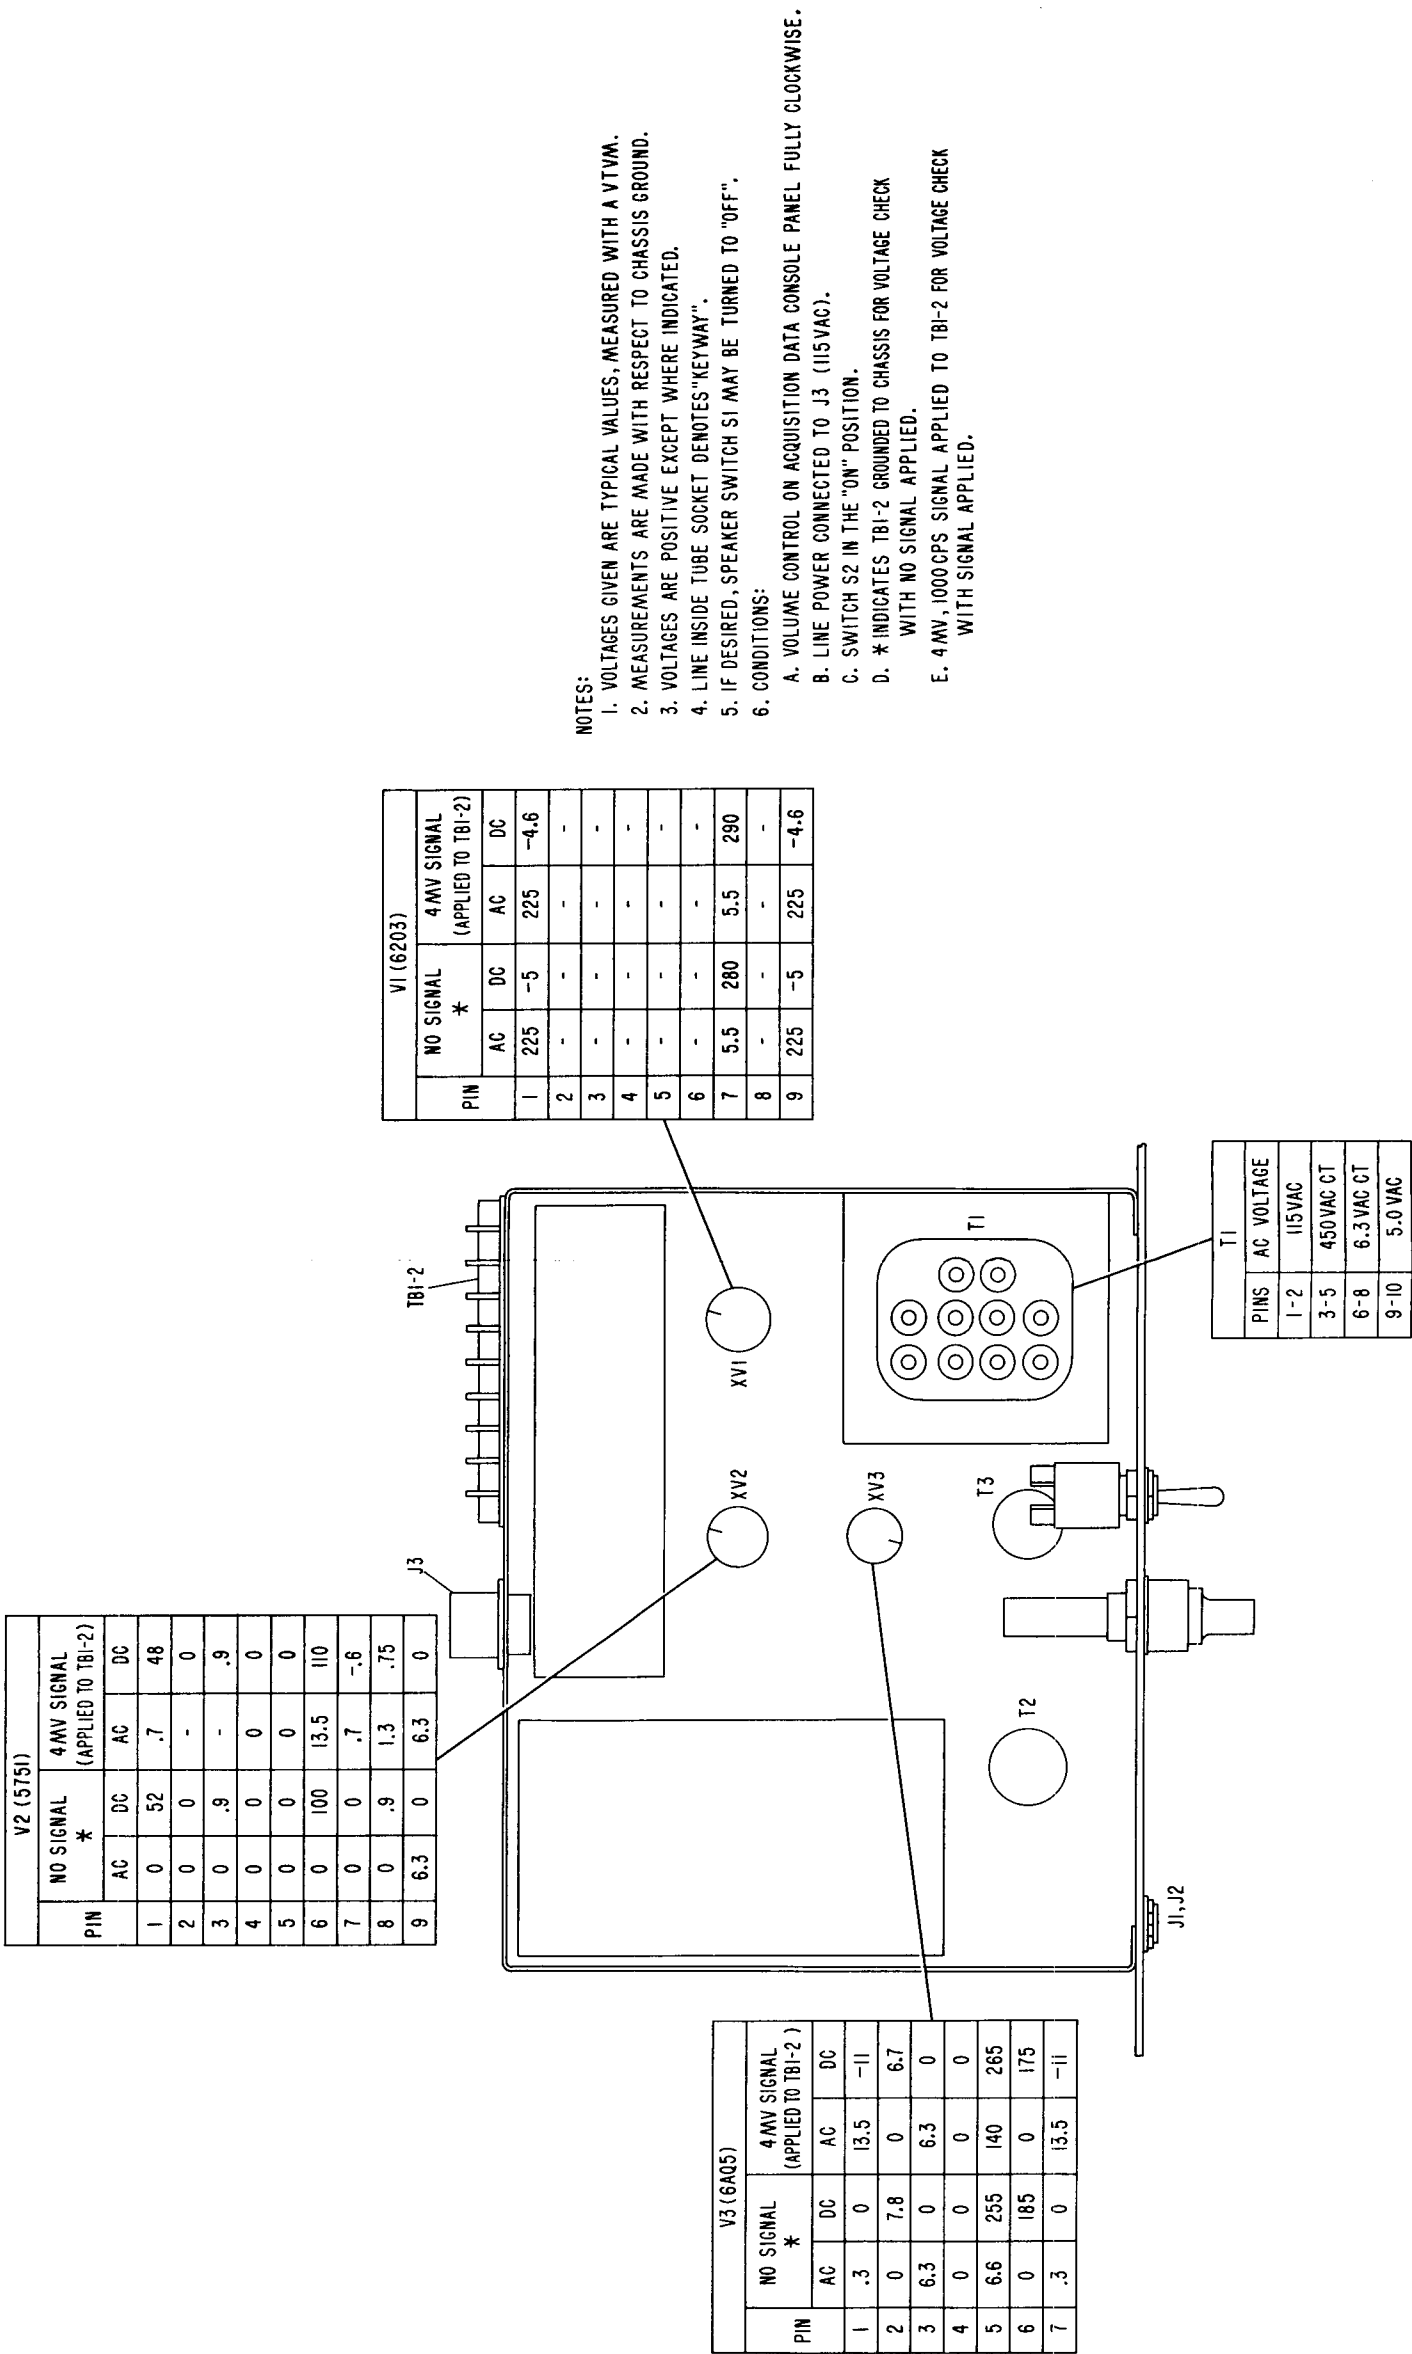 V2 (5751)
PIN NO SIGNAL * 4MV SIGNAL (APPLIED TO TB1-2)
AC DC AC DC
1 0 52 .7 48
2 0 0 - 0
3 0 .9 - .9
4 0 0 0 0
5 0 0 0 0
6 0 100 13.5 110
7 0 0 .7 -.6
8 0 .9 1.3 .75
9 6.3 0 6.3 0
V1 (6203)
PIN NO SIGNAL * 4MV SIGNAL (APPLIED TO TB1-2)
AC DC AC DC
1 225 -5 225 -4.6
2 - - - -
3 - - - -
4 - - - -
5 - - - -
6 - - - -
7 5.5 280 5.5 290
8 - - - -
9 225 -5 225 -4.6
V3 (6AQ5)
PIN NO SIGNAL * 4MV SIGNAL (APPLIED TO TB1-2)
AC DC AC DC
1 .3 0 13.5 -11
2 0 7.8 0 6.7
3 6.3 0 6.3 0
4 0 0 0 0
5 6.6 255 140 265
6 0 185 0 175
7 .3 0 13.5 -11
J3
TB1-2
XV2
XV1
XV3
T2
T3
T1
J1,J2
T1
PINS AC VOLTAGE
1-2 115VAC
3-5 450VAC CT
6-8 6.3VAC CT
9-10 5.0VAC
NOTES:
1. VOLTAGES GIVEN ARE TYPICAL VALUES, MEASURED WITH A VTVM.
2. MEASUREMENTS ARE MADE WITH RESPECT TO CHASSIS GROUND.
3. VOLTAGES ARE POSITIVE EXCEPT WHERE INDICATED.
4. LINE INSIDE TUBE SOCKET DENOTES "KEYWAY".
5. IF DESIRED, SPEAKER SWITCH S1 MAY BE TURNED TO "OFF".
6. CONDITIONS:
A. VOLUME CONTROL ON ACQUISITION DATA CONSOLE PANEL FULLY CLOCKWISE.
B. LINE POWER CONNECTED TO J3 (115VAC).
C. SWITCH S2 IN THE "ON" POSITION.
D. * INDICATES TB1-2 GROUNDED TO CHASSIS FOR VOLTAGE CHECK
WITH NO SIGNAL APPLIED.
E. 4MV, 1000CPS SIGNAL APPLIED TO TB1-2 FOR VOLTAGE CHECK
WITH SIGNAL APPLIED.